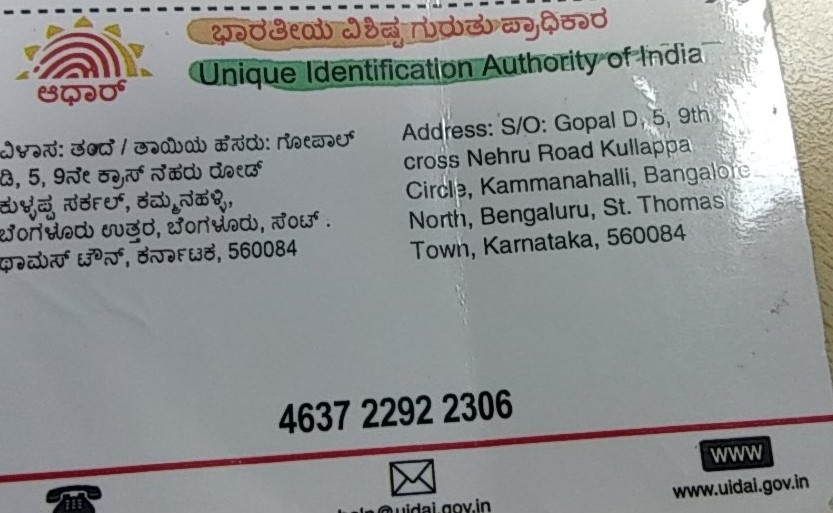 ಭಾರತೀಯ ವಿಶಿಷ್ಟ ಗುರುತು ಪ್ರಾಧಿಕಾರ
Unique Identification Authority of India
ಆಧಾರ್
ವಿಳಾಸ: ತಂದೆ / ತಾಯಿಯ ಹೆಸರು: ಗೋಪಾಲ್
ಡಿ, 5, 9ನೇ ಕ್ರಾಸ್ ನೆಹರು ರೋಡ್
ಕುಳ್ಳಪ್ಪ ಸರ್ಕಲ್, ಕಮ್ಮನಹಳ್ಳಿ,
ಬೆಂಗಳೂರು ಉತ್ತರ, ಬೆಂಗಳೂರು, ಸೆಂಟ್ .
ಥಾಮಸ್ ಟೌನ್, ಕರ್ನಾಟಕ, 560084
Address: S/O: Gopal D, 5, 9th
cross Nehru Road Kullappa
Circle, Kammanahalli, Bangalore
North, Bengaluru, St. Thomas
Town, Karnataka, 560084
4637 2292 2306
www
www.uidai.gov.in